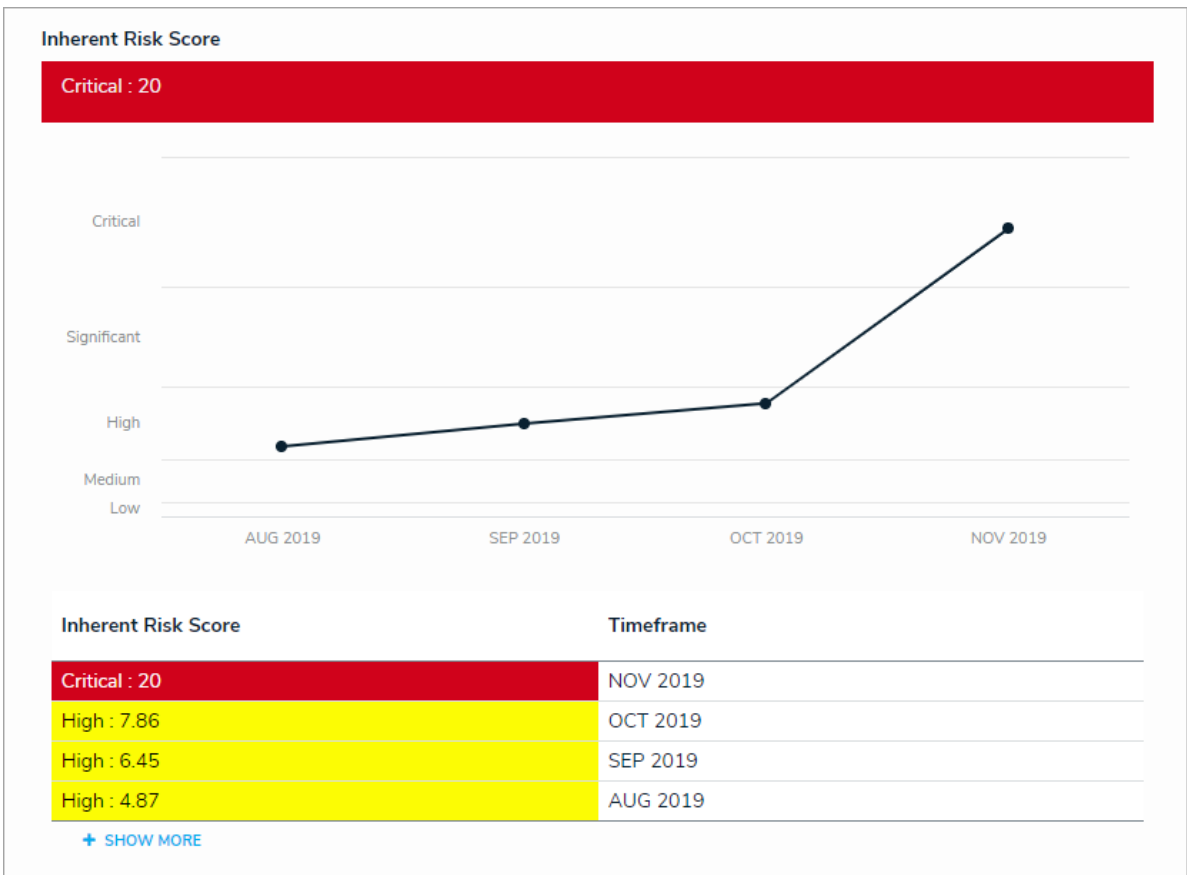 Inherent Risk Score
Critical : 20
Critical
Significant
High
Medium
Low
AUG 2019 SEP 2019 OCT 2019 NOV 2019
Inherent Risk Score Timeframe
Critical : 20 NOV 2019
High : 7.86 OCT 2019
High : 6.45 SEP 2019
High : 4.87 AUG 2019
+ SHOW MORE